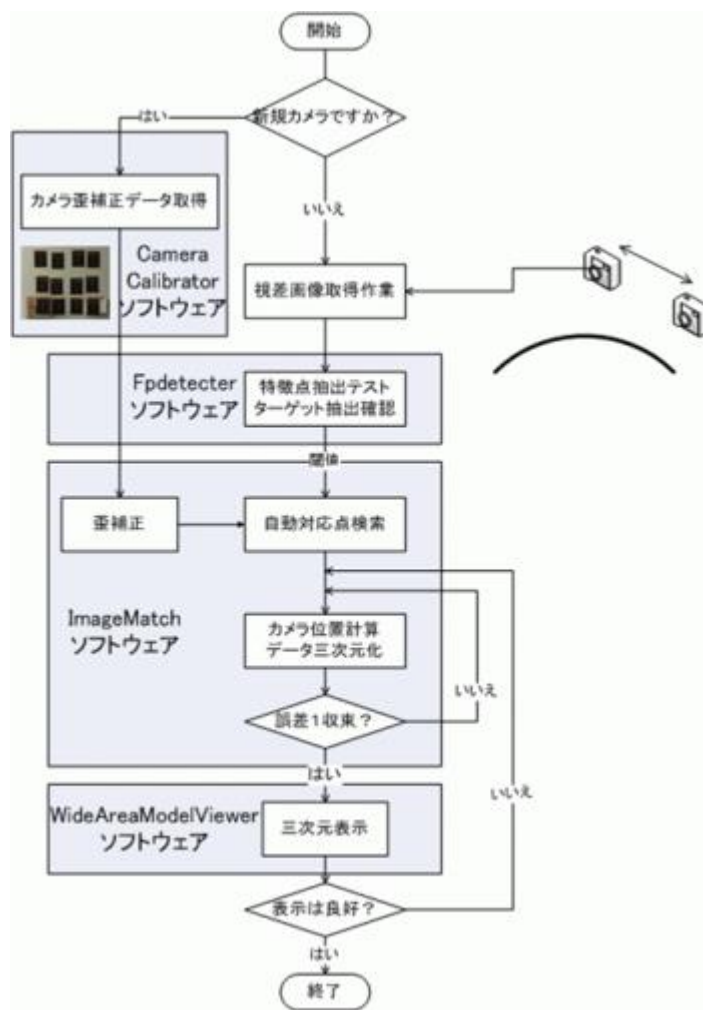 開始
新規カメラですか？
はい
いいえ
カメラ歪補正データ取得
Camera
Calibrator
ソフトウェア
視差画像取得作業
Fpdetecter
ソフトウェア
特徴点抽出テスト
ターゲット抽出確認
閾値
歪補正
自動対応点検索
ImageMatch
ソフトウェア
カメラ位置計算
データ三次元化
いいえ
誤差1収束？
はい
いいえ
WideAreaModelViewer
ソフトウェア
三次元表示
表示は良好？
はい
終了